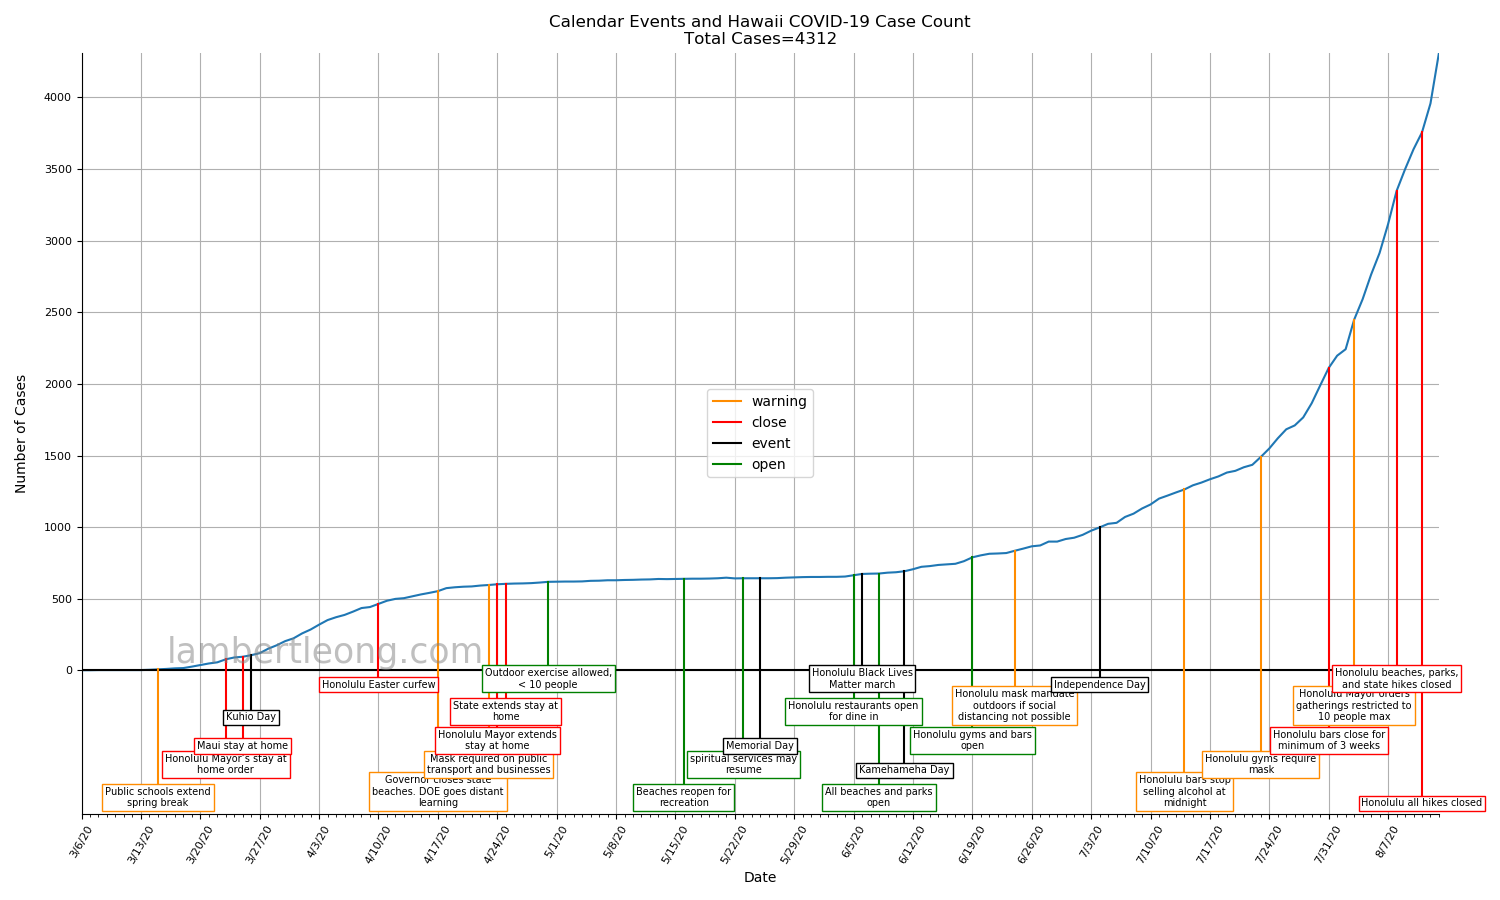 Calendar Events and Hawaii COVID-19 Case Count
Total Cases=4312
Number of Cases
4000
3500
3000
2500
2000
1500
1000
500
0
warning
close
event
open
lambertleong.com
Honolulu Easter curfew
Outdoor exercise allowed,
< 10 people
Honolulu Black Lives
Matter march
Independence Day
Honolulu beaches, parks,
and state hikes closed
Kuhio Day
State extends stay at
home
Honolulu restaurants open
for dine in
Honolulu mask mandate
outdoors if social
distancing not possible
Honolulu Mayor orders
gatherings restricted to
10 people max
Maui stay at home
Honolulu Mayor extends
stay at home
Memorial Day
Honolulu gyms and bars
open
Honolulu bars close for
minimum of 3 weeks
Honolulu Mayor's stay at
home order
Mask required on public
transport and businesses
spiritual services may
resume
Kamehameha Day
Honolulu gyms require
mask
Public schools extend
spring break
Governor closes state
beaches. DOE goes distant
learning
Beaches reopen for
recreation
All beaches and parks
open
Honolulu bars stop
selling alcohol at
midnight
Honolulu all hikes closed
3/6/20
3/13/20
3/20/20
3/27/20
4/3/20
4/10/20
4/17/20
4/24/20
5/1/20
5/8/20
5/15/20
5/22/20
5/29/20
6/5/20
6/12/20
6/19/20
6/26/20
7/3/20
7/10/20
7/17/20
7/24/20
7/31/20
8/7/20
Date